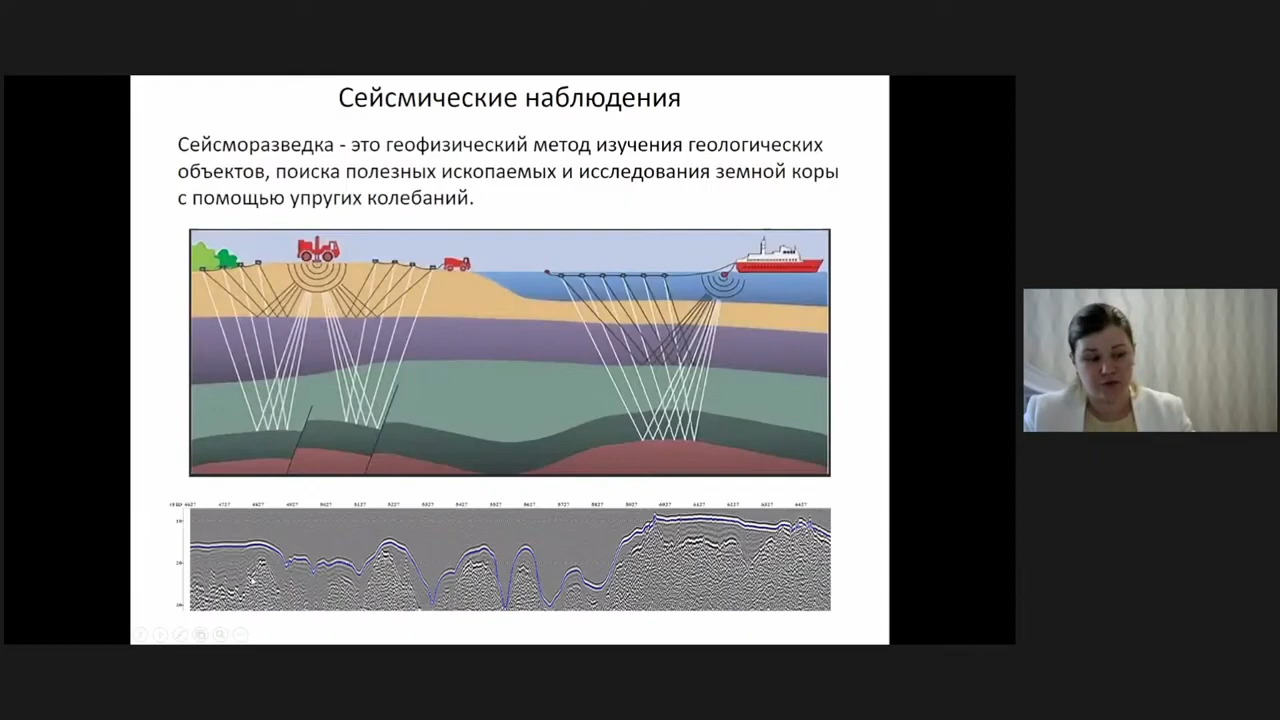 Сейсмические наблюдения
Сейсморазведка - это геофизический метод изучения геологических
объектов, поиска полезных ископаемых и исследования земной коры
с помощью упругих колебаний.